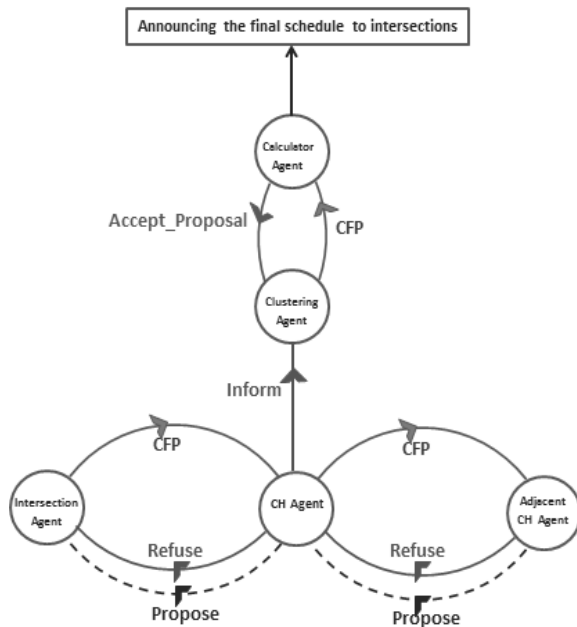 Announcing the final schedule to intersections
Calculator
Agent
Accept_Proposal
CFP
Clustering
Agent
Inform
CFP
CFP
Intersection
Agent
CH Agent
Adjacent
CH Agent
Refuse
Refuse
Propose
Propose